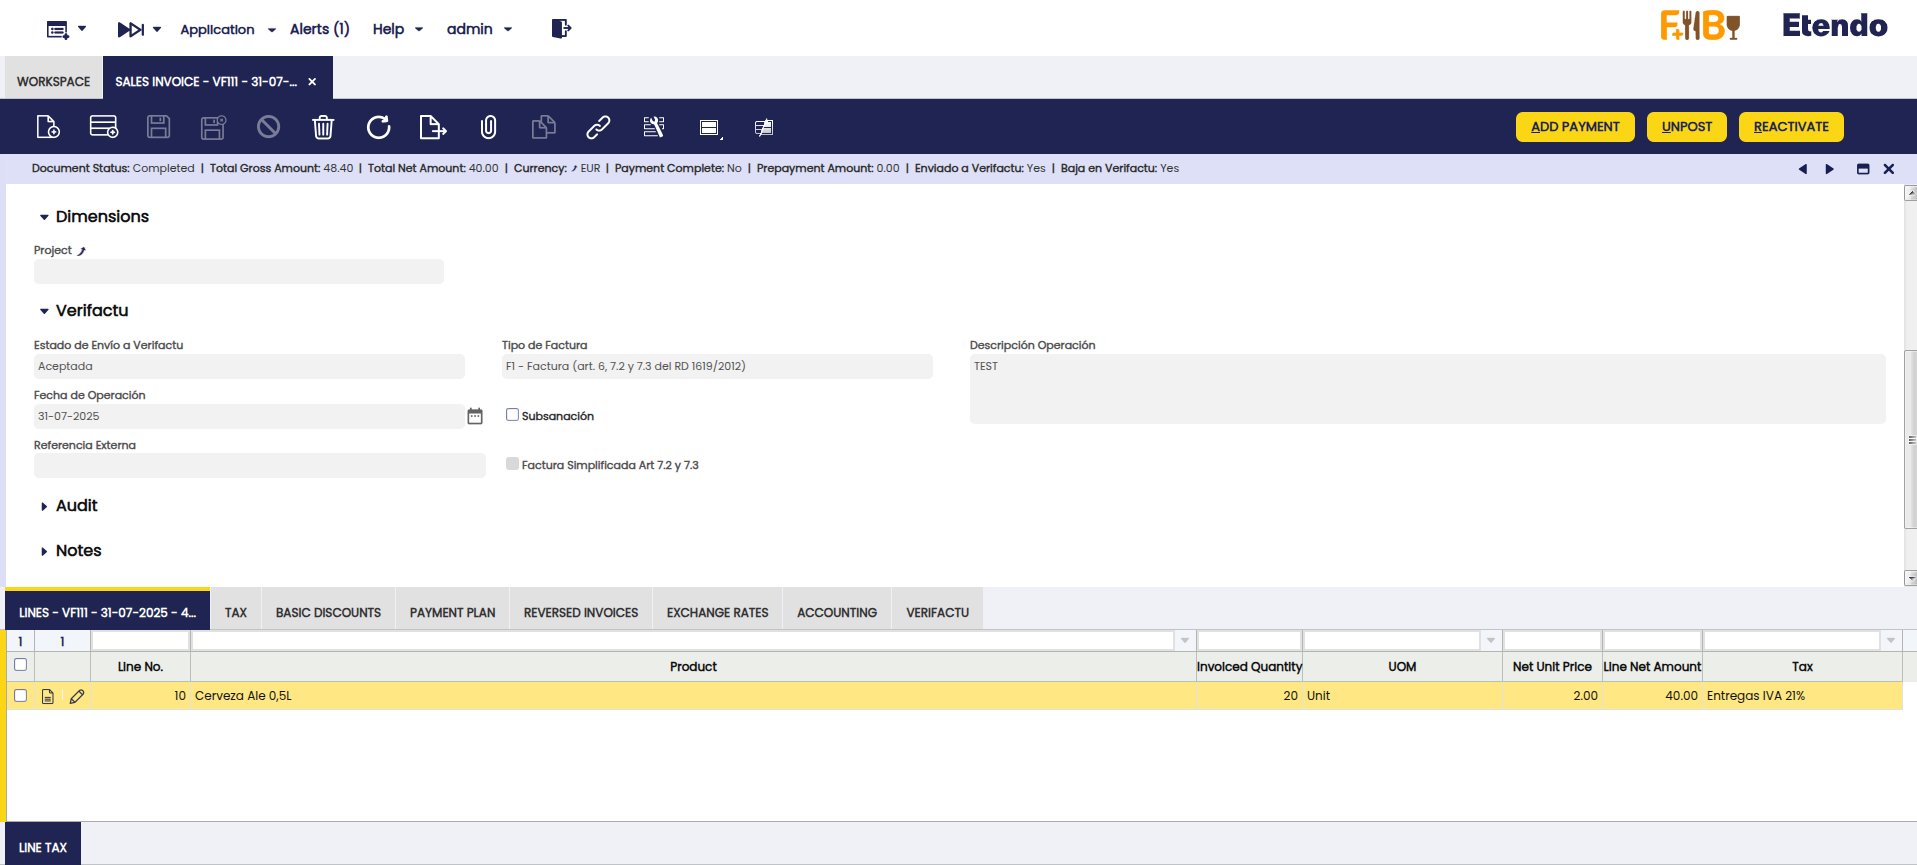 Application Alerts (1) Help admin F+B Etendo
WORKSPACE SALES INVOICE - VF111 - 31-07-... ×
ADD PAYMENT UNPOST REACTIVATE
Document Status: Completed | Total Gross Amount: 48.40 | Total Net Amount: 40.00 | Currency: EUR | Payment Complete: No | Prepayment Amount: 0.00 | Enviado a Verifactu: Yes | Baja en Verifactu: Yes
Dimensions
Project
Verifactu
Estado de Envío a Verifactu Tipo de Factura Descripción Operación
Aceptada F1 - Factura (art. 6, 7.2 y 7.3 del RD 1619/2012) TEST
Fecha de Operación
31-07-2025 Subsanación
Referencia Externa
Factura Simplificada Art 7.2 y 7.3
Audit
Notes
LINES - VF111 - 31-07-2025 - 4... TAX BASIC DISCOUNTS PAYMENT PLAN REVERSED INVOICES EXCHANGE RATES ACCOUNTING VERIFACTU
1 1
Line No. Product Invoiced Quantity UOM Net Unit Price Line Net Amount Tax
10 Cerveza Ale 0,5L 20 Unit 2.00 40.00 Entregas IVA 21%
LINE TAX